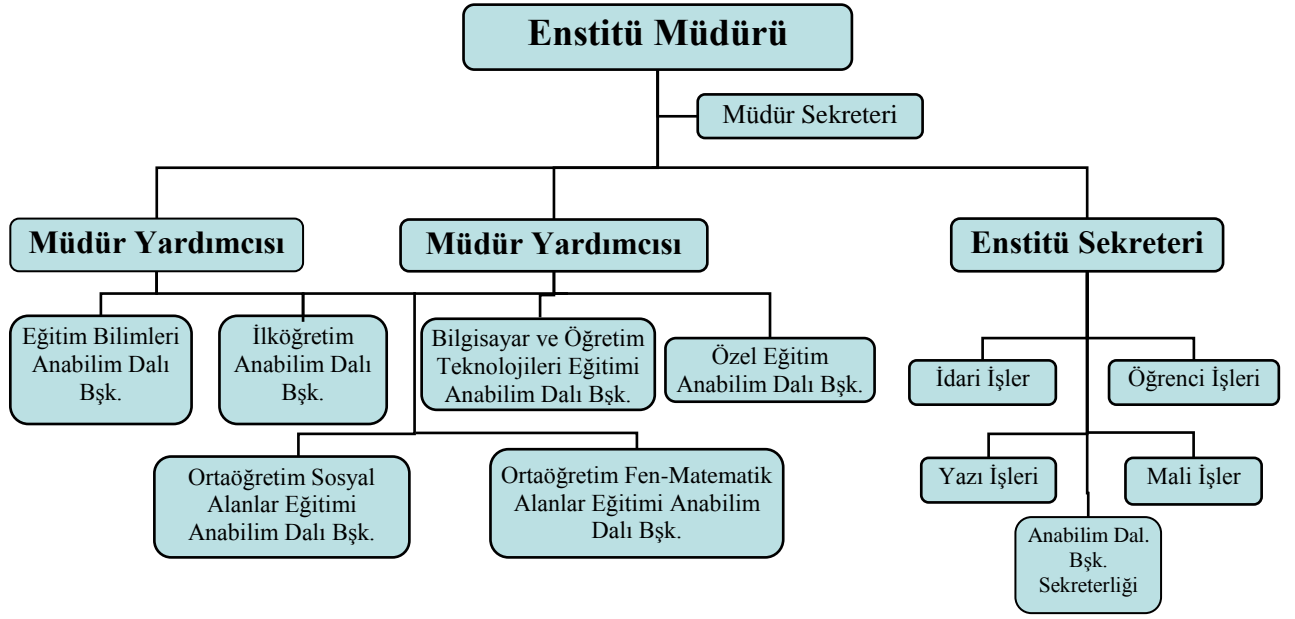 Enstitü Müdürü
Müdür Sekreteri
Müdür Yardımcısı
Müdür Yardımcısı
Enstitü Sekreteri
Eğitim Bilimleri
Anabilim Dalı
Bşk.
İlköğretim
Anabilim Dalı
Bşk.
Bilgisayar ve Öğretim
Teknolojileri Eğitimi
Anabilim Dalı Bşk.
Özel Eğitim
Anabilim Dalı Bşk.
İdari İşler
Öğrenci İşleri
Ortaöğretim Sosyal
Alanlar Eğitimi
Anabilim Dalı Bşk.
Ortaöğretim Fen-Matematik
Alanlar Eğitimi Anabilim
Dalı Bşk.
Yazı İşleri
Mali İşler
Anabilim Dal.
Bşk.
Sekreterliği